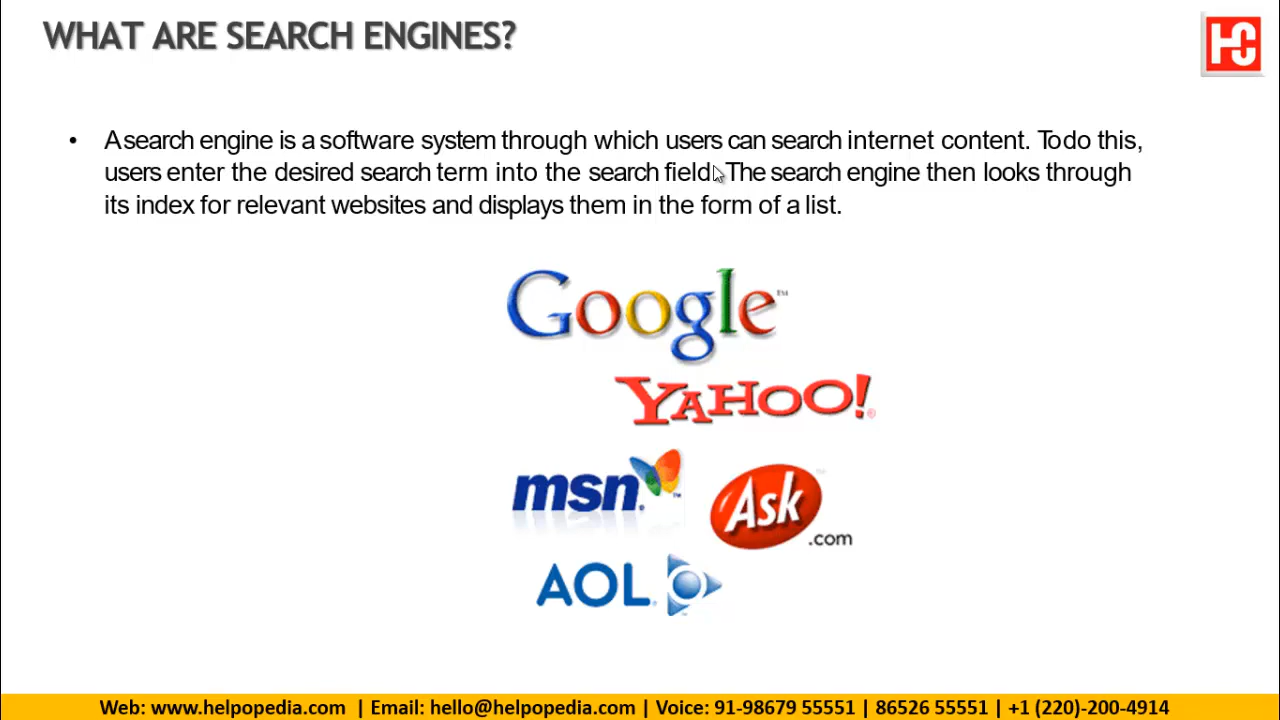 WHAT ARE SEARCH ENGINES?
HC
• A search engine is a software system through which users can search internet content. To do this,
users enter the desired search term into the search field. The search engine then looks through
its index for relevant websites and displays them in the form of a list.
Google™
YAHOO!®
msn
Ask
.com
AOL
Web: www.helpopedia.com | Email: hello@helpopedia.com | Voice: 91-98679 55551 | 86526 55551 | +1 (220)-200-4914